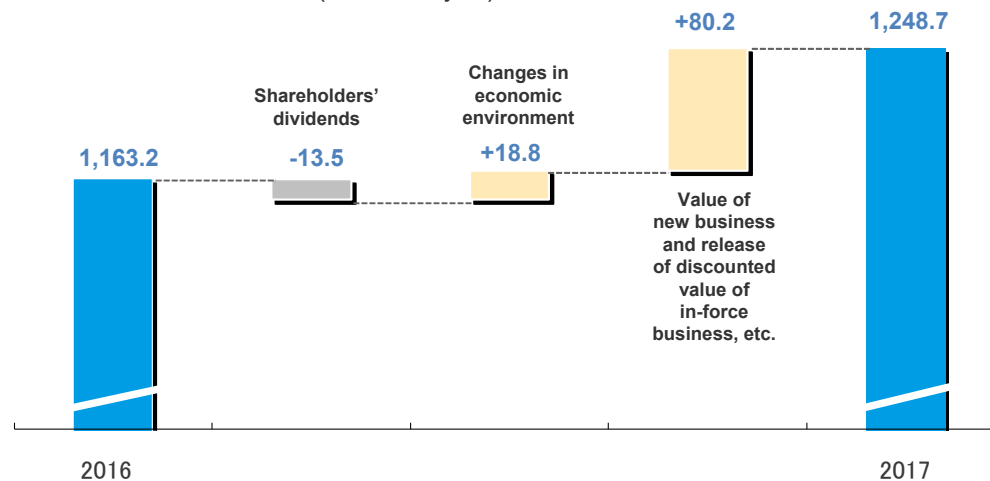 +80.2
1,248.7
Changes in
economic
environment
Shareholders’
dividends
1,163.2
-13.5
+18.8
Value of
new business
and release
of discounted
value of
in-force
business, etc.
2016
2017